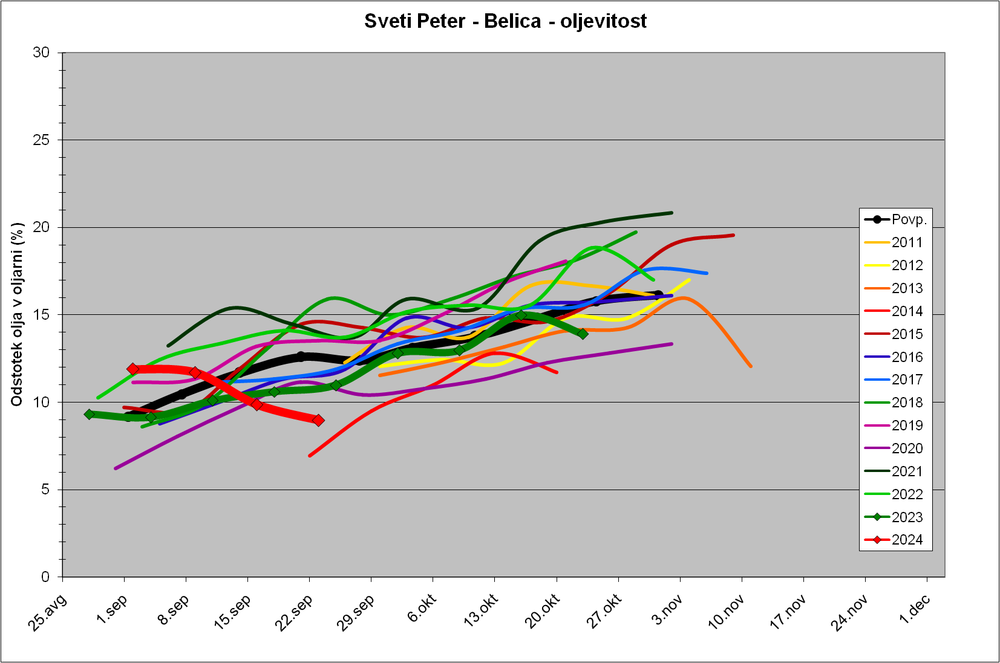 Sveti Peter - Belica - oljevitost
Odstotek olja v oljarni (%)
30
25
20
15
10
5
0
25.avg
1.sep
8.sep
15.sep
22.sep
29.sep
6.okt
13.okt
20.okt
27.okt
3.nov
10.nov
17.nov
24.nov
1.dec
Povp.
2011
2012
2013
2014
2015
2016
2017
2018
2019
2020
2021
2022
2023
2024